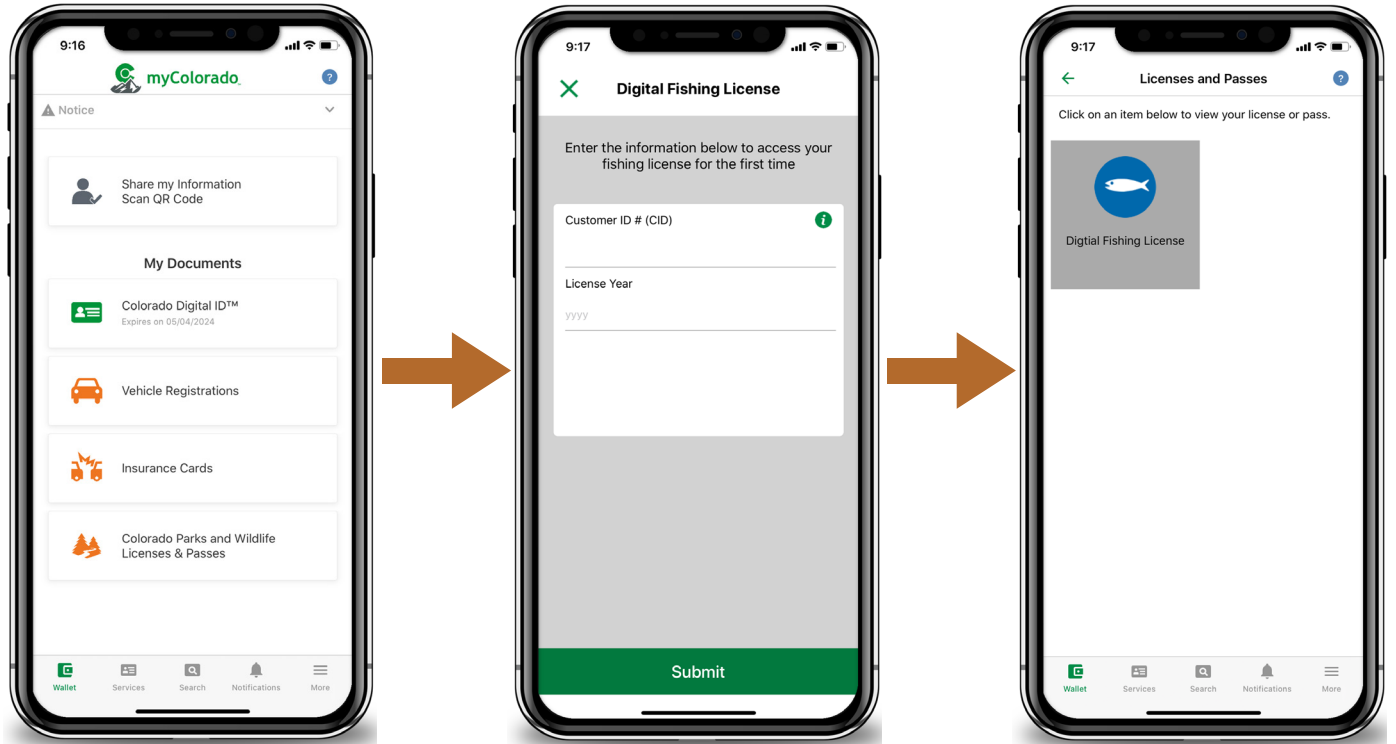 9:16
myColorado
Notice
Share my Information
Scan QR Code
My Documents
Colorado Digital ID™
Expires on 05/04/2024
Vehicle Registrations
Insurance Cards
Colorado Parks and Wildlife
Licenses & Passes
Wallet
Services
Search
Notifications
More
9:17
Digital Fishing License
Enter the information below to access your
fishing license for the first time
Customer ID # (CID)
License Year
yyyy
Submit
9:17
Licenses and Passes
Click on an item below to view your license or pass.
Digtial Fishing License
Wallet
Services
Search
Notifications
More